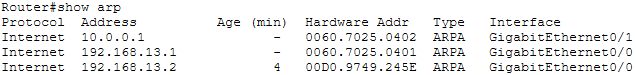 Router#show arp
Protocol  Address          Age (min)  Hardware Addr   Type   Interface
Internet  10.0.0.1                -   0060.7025.0402  ARPA   GigabitEthernet0/1
Internet  192.168.13.1            -   0060.7025.0401  ARPA   GigabitEthernet0/0
Internet  192.168.13.2            4   00D0.9749.245E  ARPA   GigabitEthernet0/0